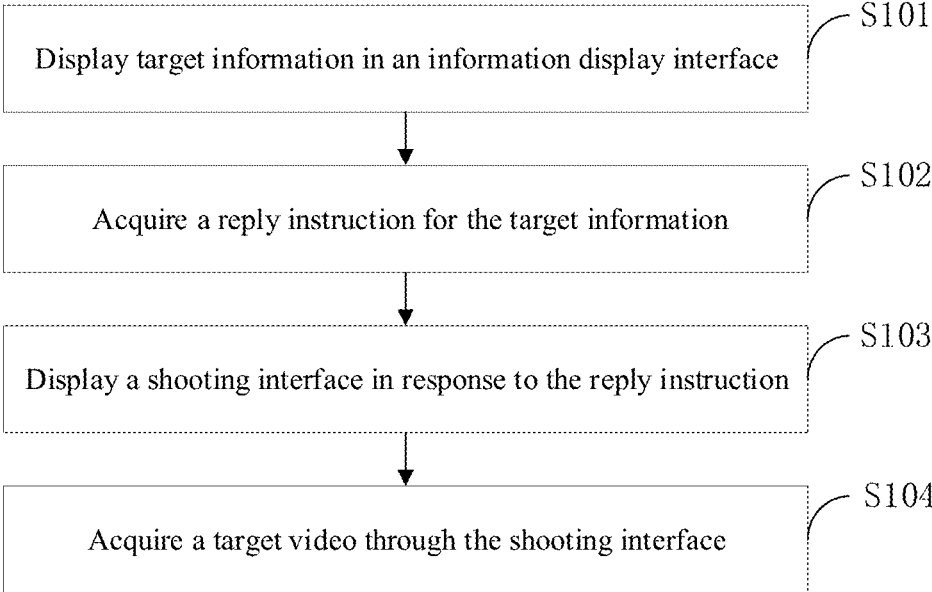 S101
Display target information in an information display interface
S102
Acquire a reply instruction for the target information
S103
Display a shooting interface in response to the reply instruction
S104
Acquire a target video through the shooting interface